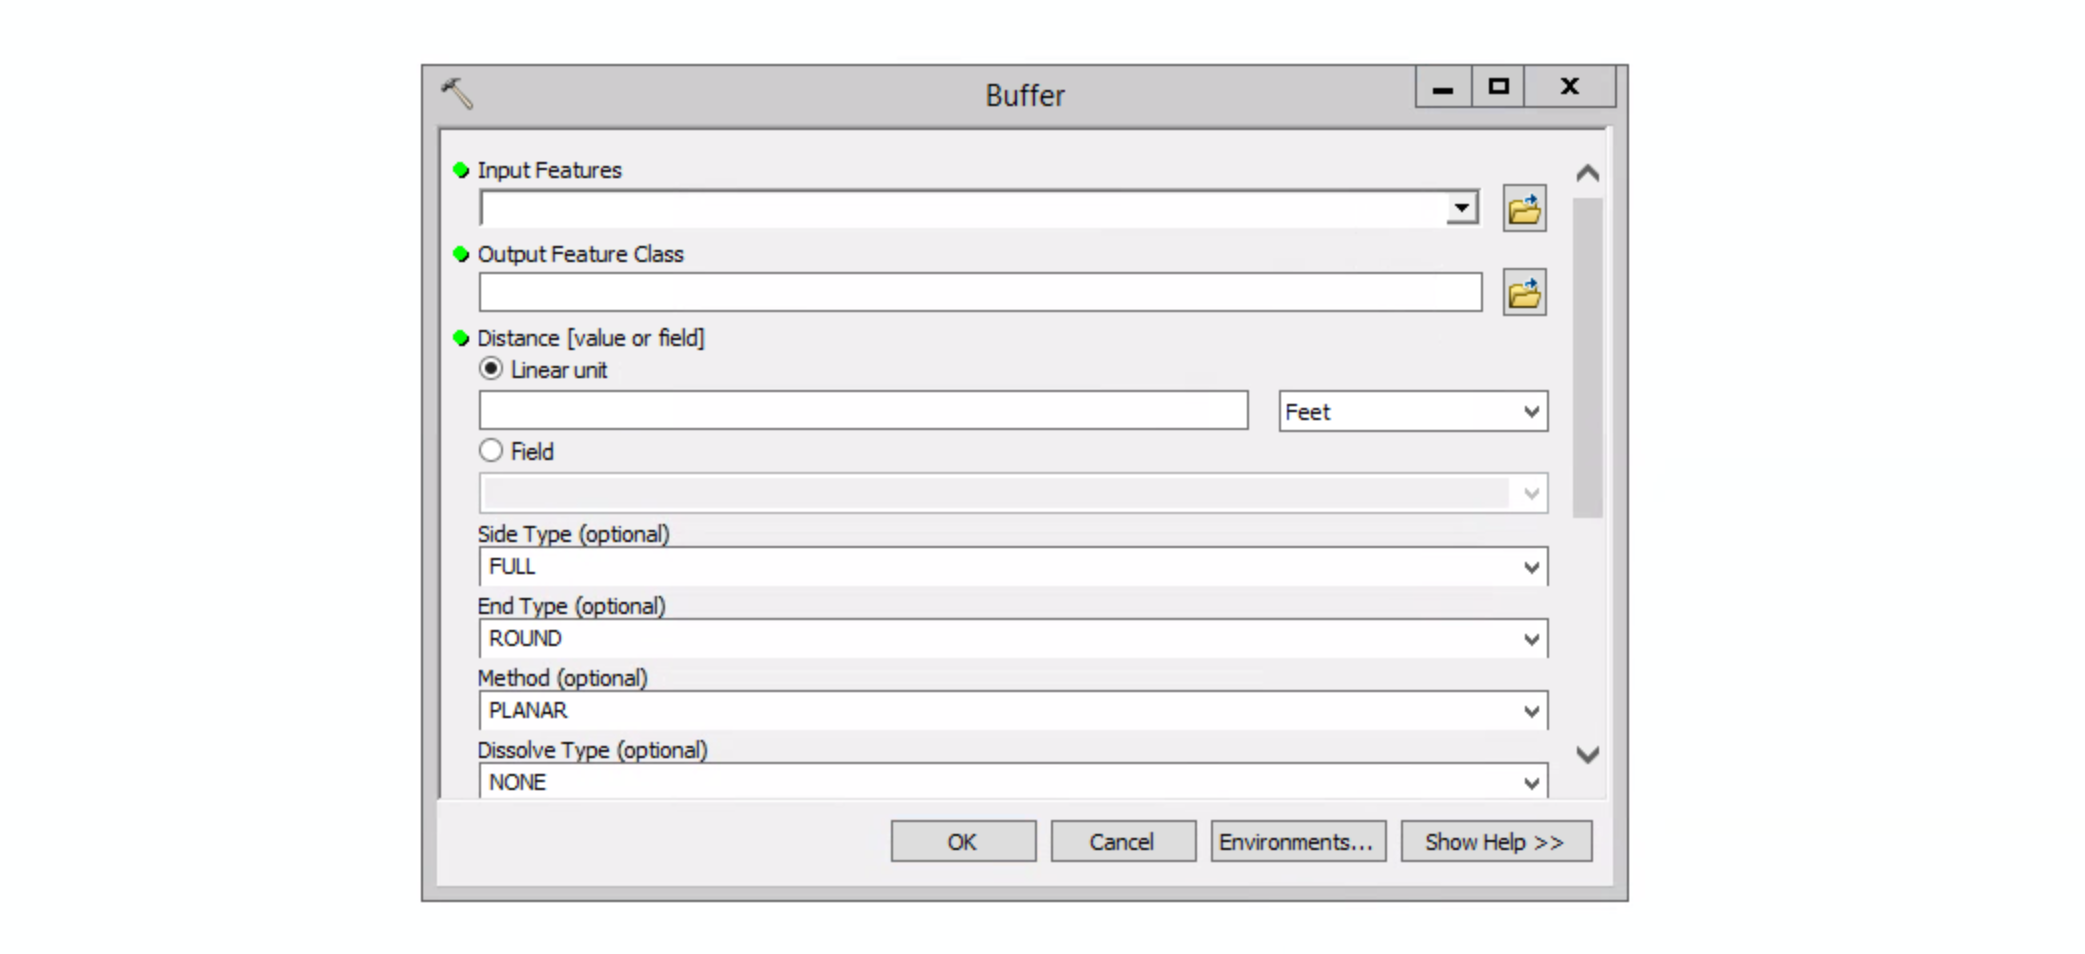 Buffer
Input Features
Output Feature Class
Distance [value or field]
Linear unit
Feet
Field
Side Type (optional)
FULL
End Type (optional)
ROUND
Method (optional)
PLANAR
Dissolve Type (optional)
NONE
OK Cancel Environments... Show Help >>